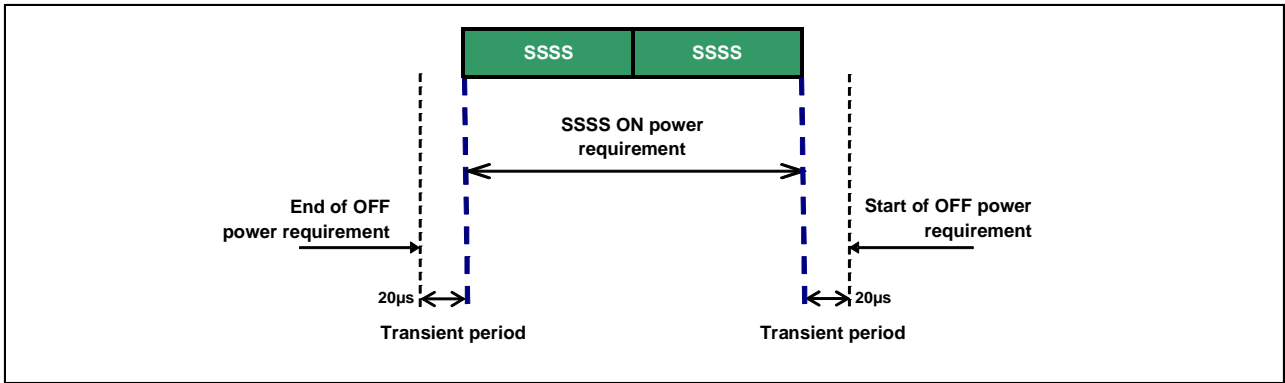 SSSS SSSS
SSSS ON power
requirement
End of OFF
power requirement
Start of OFF power
requirement
20µs
20µs
Transient period
Transient period